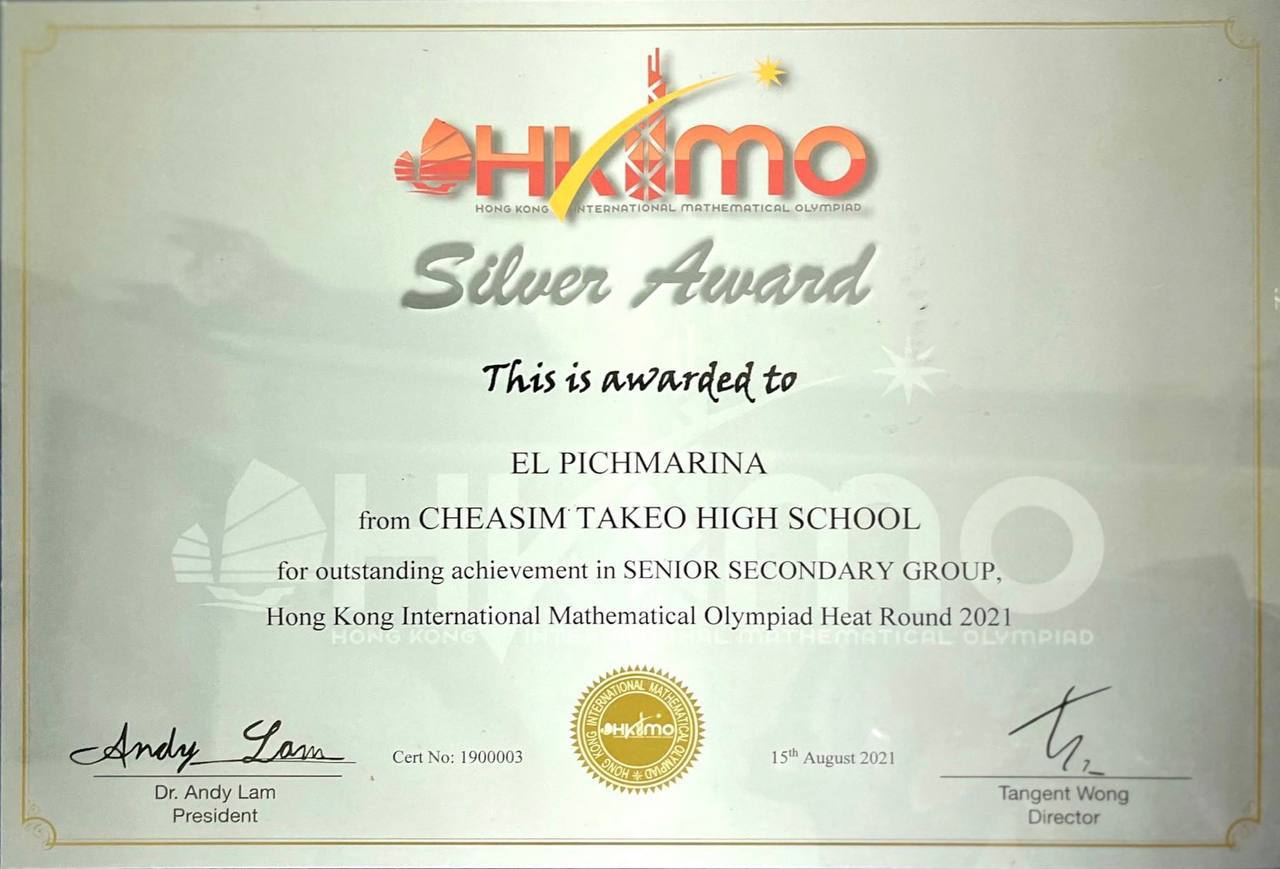 HKIMO
HONG KONG INTERNATIONAL MATHEMATICAL OLYMPIAD
Silver Award
This is awarded to
EL PICHMARINA
from CHEASIM TAKEO HIGH SCHOOL
for outstanding achievement in SENIOR SECONDARY GROUP,
Hong Kong International Mathematical Olympiad Heat Round 2021
HKIMO
HONG KONG INTERNATIONAL MATHEMATICAL OLYMPIAD
HONG KONG INTERNATIONAL MATHEMATICAL OLYMPIAD
HKIMO
Andy Lam
Cert No: 1900003
15th August 2021
Dr. Andy Lam
President
Tangent Wong
Director